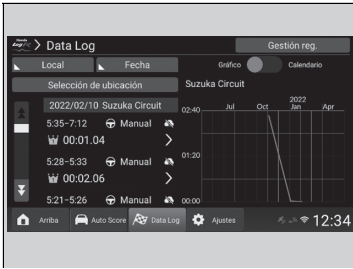 Honda LogR > Data Log
Gestión reg.
Local
Fecha
Gráfico
Calendario
Selección de ubicación
Suzuka Circuit
2022/02/10 Suzuka Circuit
5:35-7:12 Manual
00:01.04
5:28-5:33 Manual
00:02.06
5:21-5:26 Manual
2022
Jul Oct Jan Apr
02:40
01:20
00:00
Arriba
Auto Score
Data Log
Ajustes
12:34